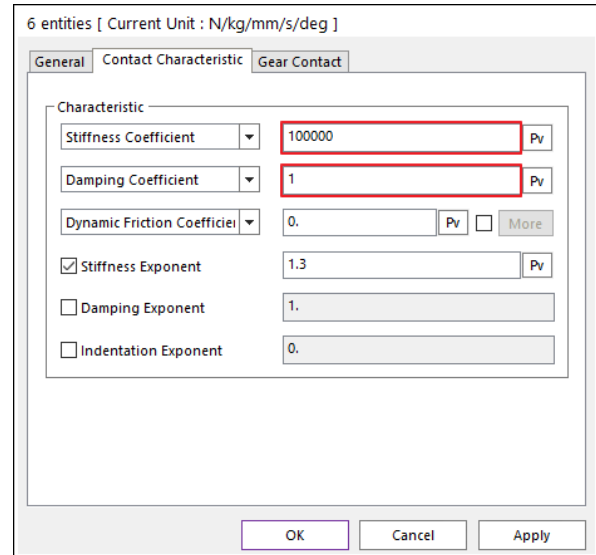 6 entities [ Current Unit : N/kg/mm/s/deg ]
General Contact Characteristic Gear Contact
Characteristic
Stiffness Coefficient 100000 Pv
Damping Coefficient 1 Pv
Dynamic Friction Coefficier 0. Pv More
Stiffness Exponent 1.3 Pv
Damping Exponent 1.
Indentation Exponent 0.
OK Cancel Apply